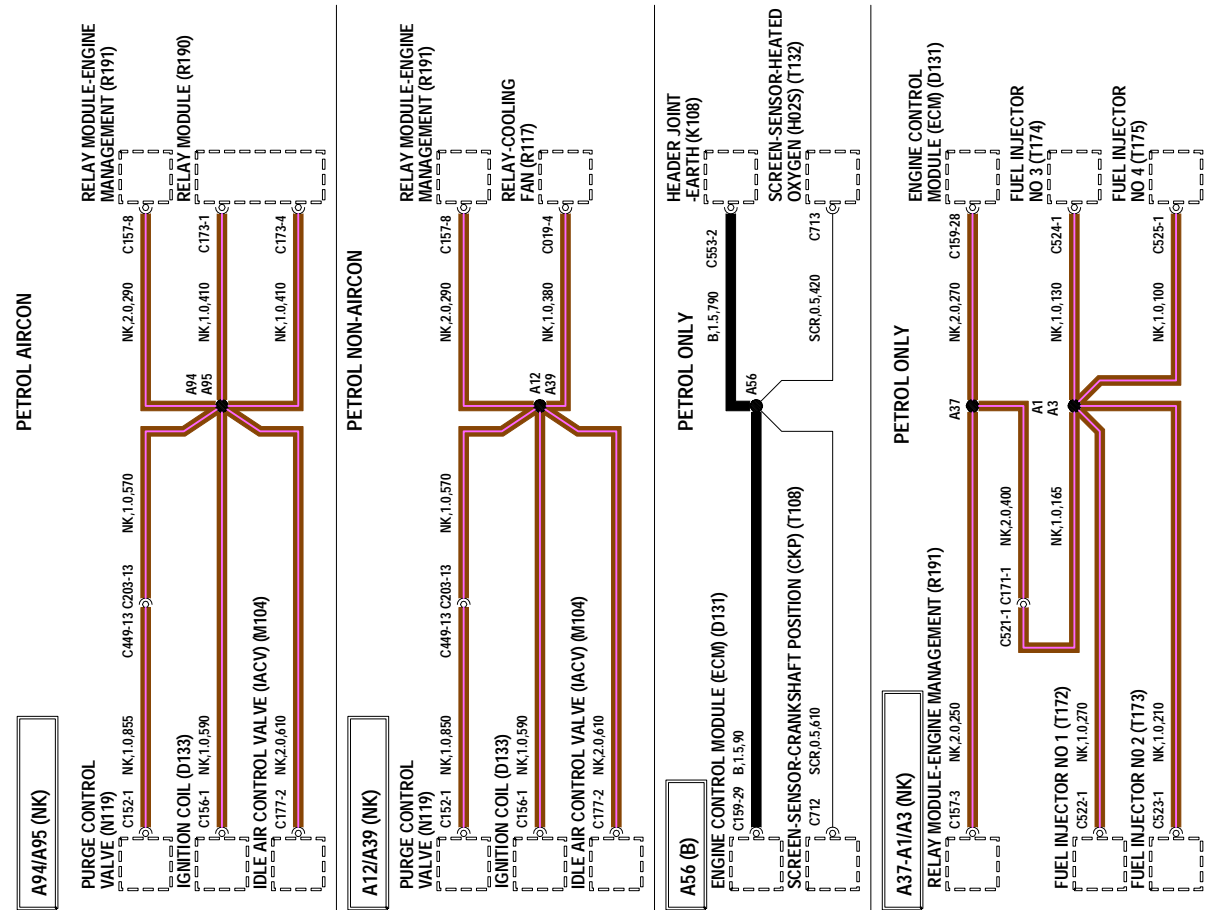 PETROL AIRCON
A94/A95 (NK)
PURGE CONTROL
VALVE (N119)
C152-1
NK,1.0,855
C449-13
C203-13
NK,1.0,570
IGNITION COIL (D133)
C156-1
NK,1.0,590
IDLE AIR CONTROL VALVE (IACV) (M104)
C177-2
NK,2.0,610
A94
A95
NK,2.0,290
C157-8
RELAY MODULE-ENGINE
MANAGEMENT (R191)
NK,1.0,410
C173-1
RELAY MODULE (R190)
NK,1.0,410
C173-4
PETROL NON-AIRCON
A12/A39 (NK)
PURGE CONTROL
VALVE (N119)
C152-1
NK,1.0,850
C449-13
C203-13
NK,1.0,570
IGNITION COIL (D133)
C156-1
NK,1.0,590
IDLE AIR CONTROL VALVE (IACV) (M104)
C177-2
NK,2.0,610
A12
A39
NK,2.0,290
C157-8
RELAY MODULE-ENGINE
MANAGEMENT (R191)
NK,1.0,380
C019-4
RELAY-COOLING
FAN (R117)
PETROL ONLY
A56 (B)
ENGINE CONTROL MODULE (ECM) (D131)
C159-29
B,1.5,90
SCREEN-SENSOR-CRANKSHAFT POSITION (CKP) (T108)
C712
SCR,0.5,610
A56
B,1.5,790
C553-2
HEADER JOINT
-EARTH (K108)
SCR,0.5,420
C713
SCREEN-SENSOR-HEATED
OXYGEN (H02S) (T132)
PETROL ONLY
A37-A1/A3 (NK)
RELAY MODULE-ENGINE MANAGEMENT (R191)
C157-3
NK,2.0,250
C521-1
C171-1
NK,2.0,400
NK,1.0,165
FUEL INJECTOR NO 1 (T172)
C522-1
NK,1.0,270
FUEL INJECTOR NO 2 (T173)
C523-1
NK,1.0,210
A37
A1
A3
NK,2.0,270
C159-28
ENGINE CONTROL
MODULE (ECM) (D131)
NK,1.0,130
C524-1
FUEL INJECTOR
NO 3 (T174)
NK,1.0,100
C525-1
FUEL INJECTOR
NO 4 (T175)